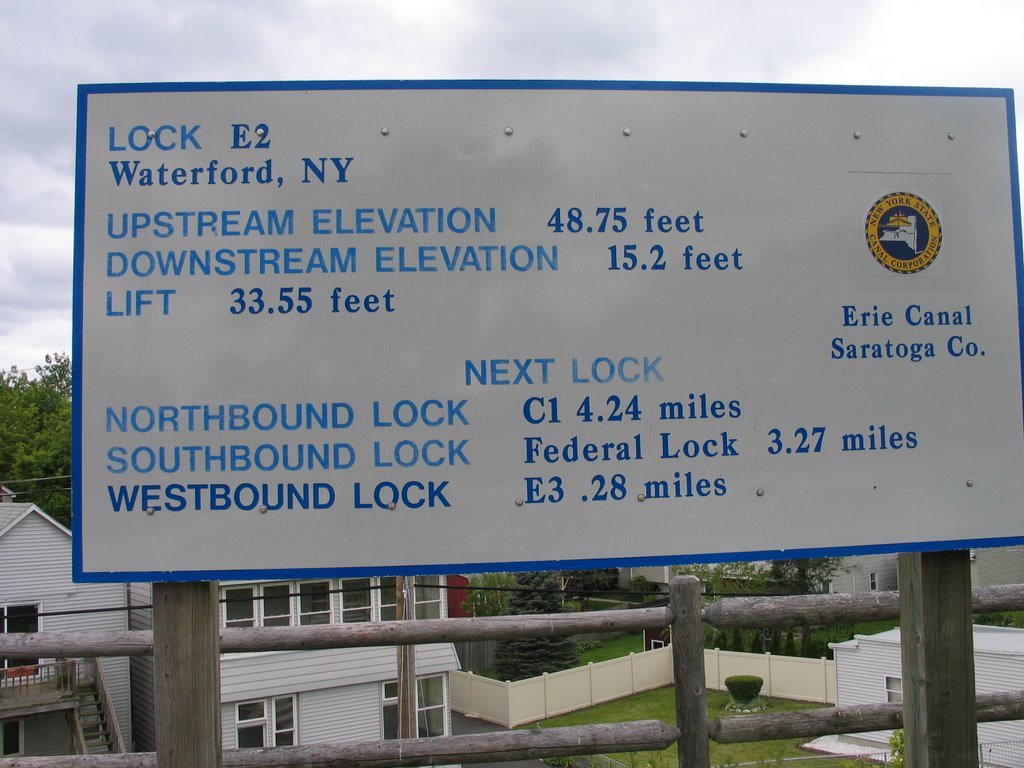 LOCK E2
Waterford, NY
UPSTREAM ELEVATION 48.75 feet
DOWNSTREAM ELEVATION 15.2 feet
LIFT 33.55 feet
NEW YORK STATE
CANAL CORPORATION
Erie Canal
Saratoga Co.
NEXT LOCK
NORTHBOUND LOCK C1 4.24 miles
SOUTHBOUND LOCK Federal Lock 3.27 miles
WESTBOUND LOCK E3 .28 miles